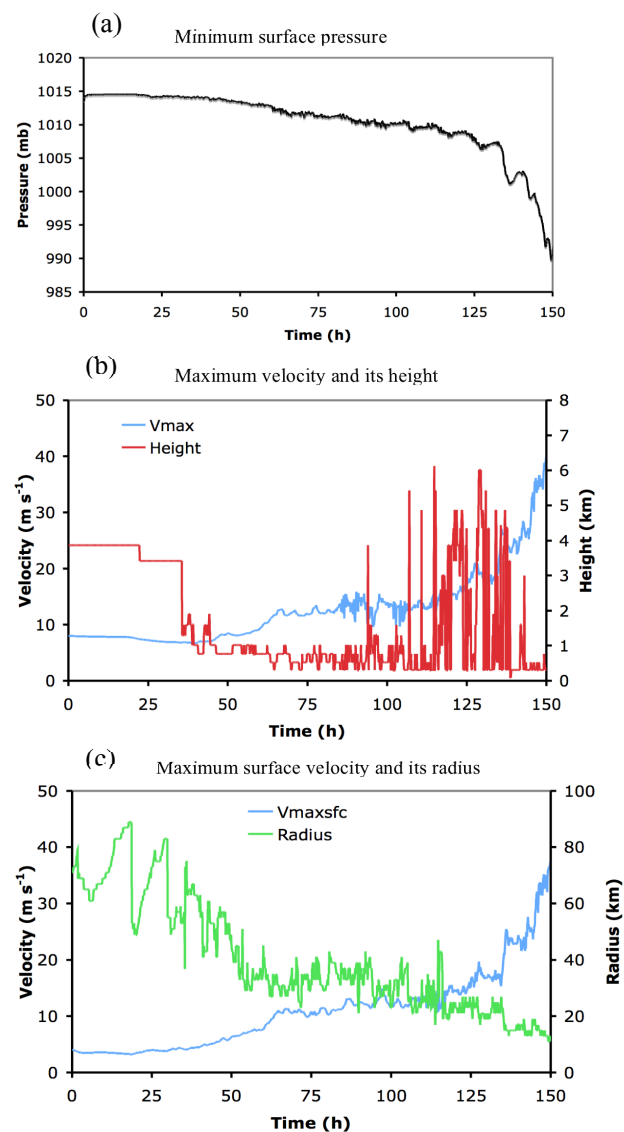 (a)
Minimum surface pressure
1020
1015
1010
1005
1000
995
990
985
Pressure (mb)
0 25 50 75 100 125 150
Time (h)
(b)
Maximum velocity and its height
50
40
30
20
10
0
Velocity (m s⁻¹)
Vmax
Height
8
7
6
5
4
3
2
1
0
Height (km)
0 25 50 75 100 125 150
Time (h)
(c)
Maximum surface velocity and its radius
50
40
30
20
10
0
Velocity (m s⁻¹)
Vmaxsfc
Radius
100
80
60
40
20
0
Radius (km)
0 25 50 75 100 125 150
Time (h)